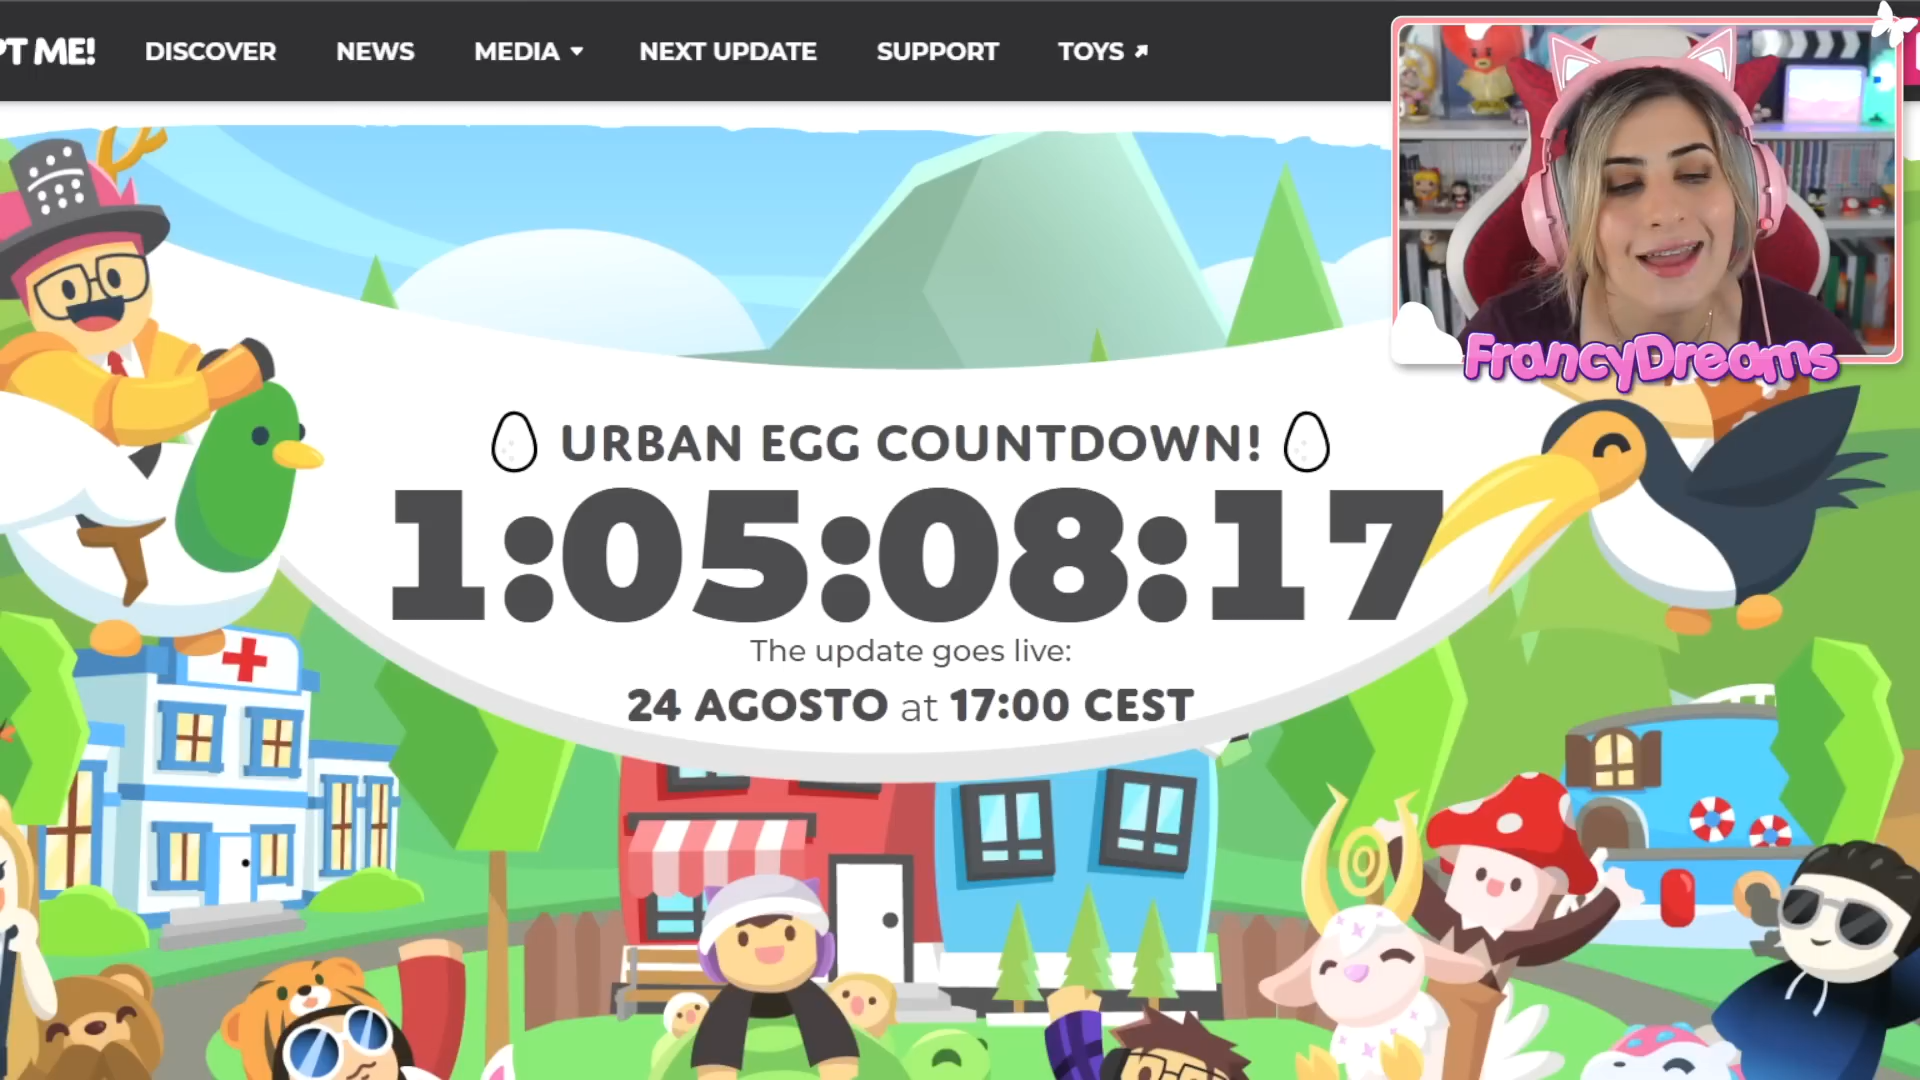 PT ME!
DISCOVER
NEWS
MEDIA
NEXT UPDATE
SUPPORT
TOYS
FrancyDreams
URBAN EGG COUNTDOWN!
1:05:08:17
The update goes live:
24 AGOSTO at 17:00 CEST